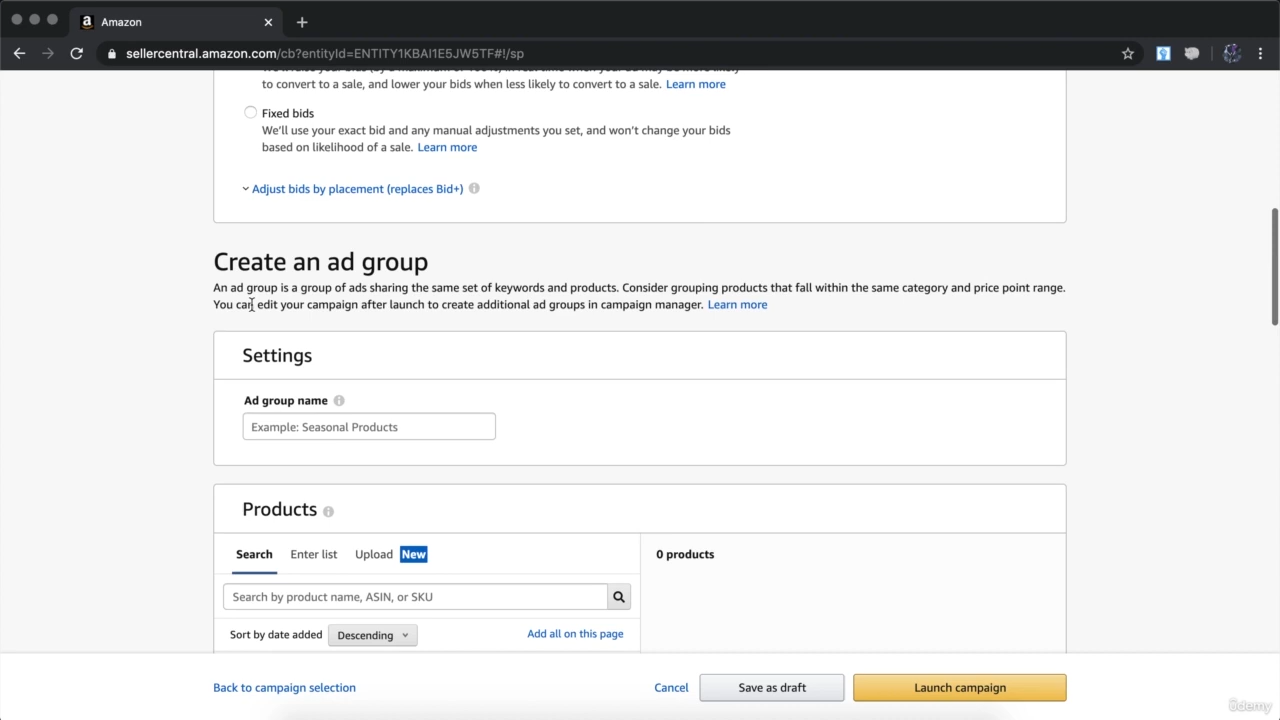 Amazon
sellercentral.amazon.com/cb?entityId=ENTITY1KBAI1E5JW5TF#!/sp
to convert to a sale, and lower your bids when less likely to convert to a sale. Learn more
Fixed bids
We'll use your exact bid and any manual adjustments you set, and won't change your bids
based on likelihood of a sale. Learn more
Adjust bids by placement (replaces Bid+)
Create an ad group
An ad group is a group of ads sharing the same set of keywords and products. Consider grouping products that fall within the same category and price point range.
You can edit your campaign after launch to create additional ad groups in campaign manager. Learn more
Settings
Ad group name
Example: Seasonal Products
Products
Search Enter list Upload New
0 products
Search by product name, ASIN, or SKU
Sort by date added Descending Add all on this page
Back to campaign selection Cancel Save as draft Launch campaign
ûdemy